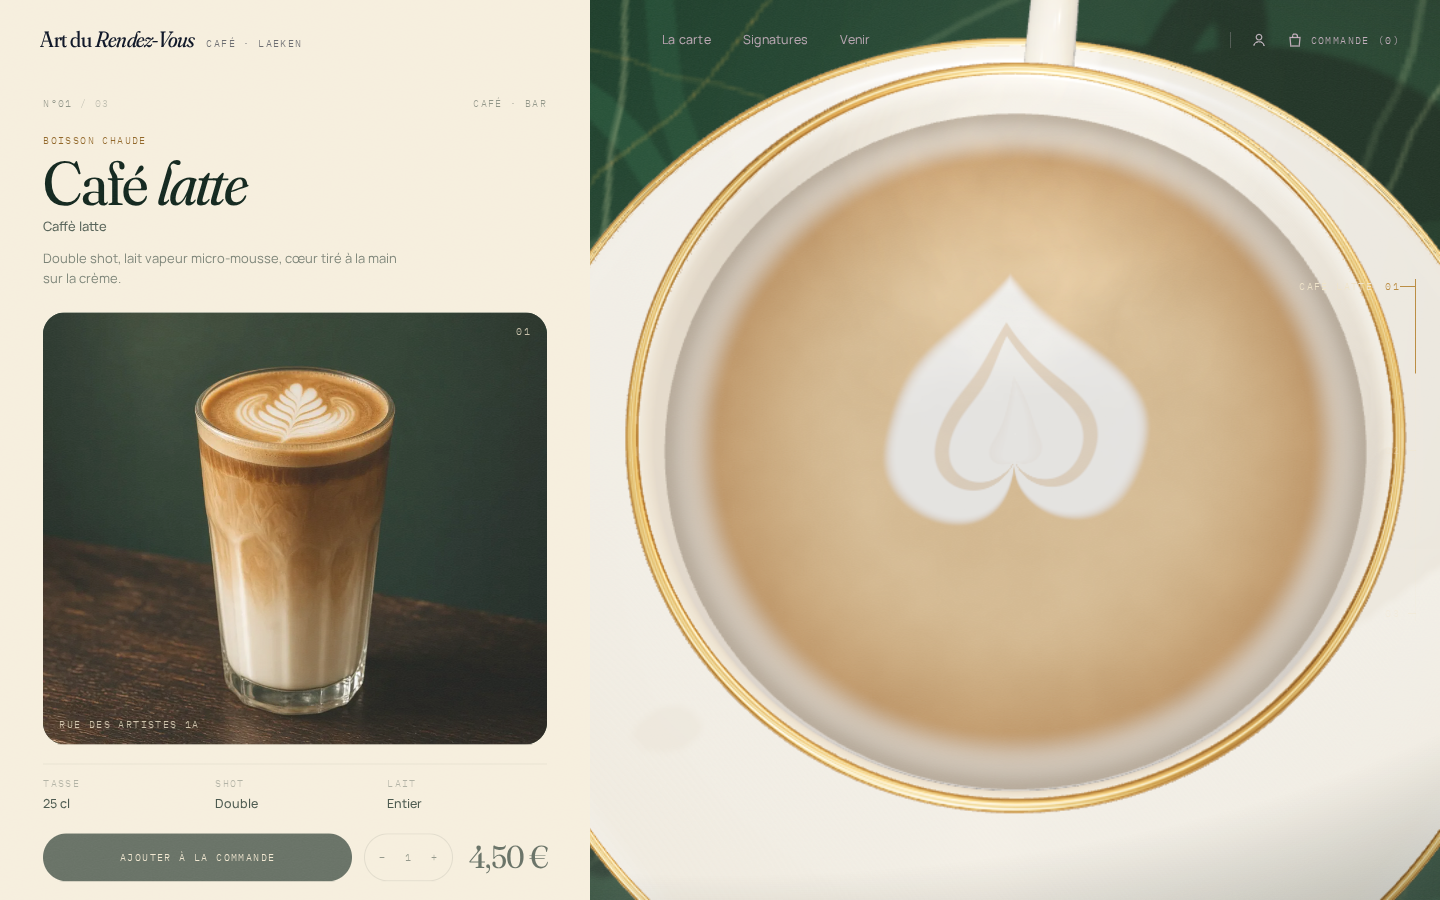 Art du Rendez-Vous CAFÉ · LAEKEN
La carte Signatures Venir COMMANDE (0)
N°01 / 03 CAFÉ · BAR
BOISSON CHAUDE
Café latte
Caffè latte
Double shot, lait vapeur micro-mousse, cœur tiré à la main
sur la crème.
01
RUE DES ARTISTES 1A
TASSE SHOT LAIT
25 cl Double Entier
AJOUTER À LA COMMANDE − 1 + 4,50 €
01